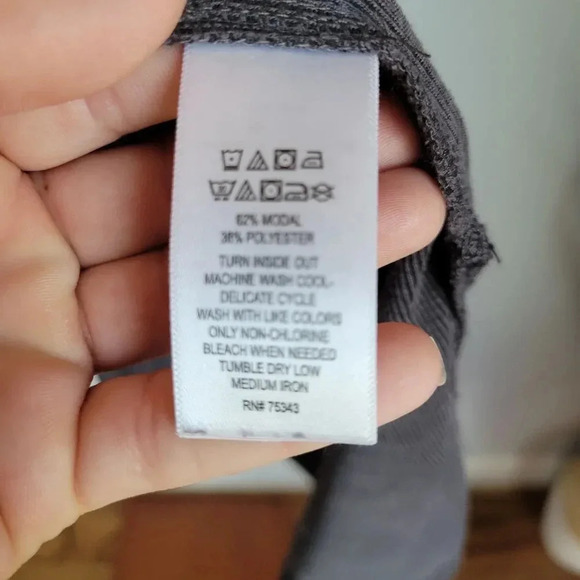 62% MODAL
38% POLYESTER
TURN INSIDE OUT
MACHINE WASH COOL-
DELICATE CYCLE
WASH WITH LIKE COLORS
ONLY NON-CHLORINE
BLEACH WHEN NEEDED
TUMBLE DRY LOW
MEDIUM IRON
RN# 75343